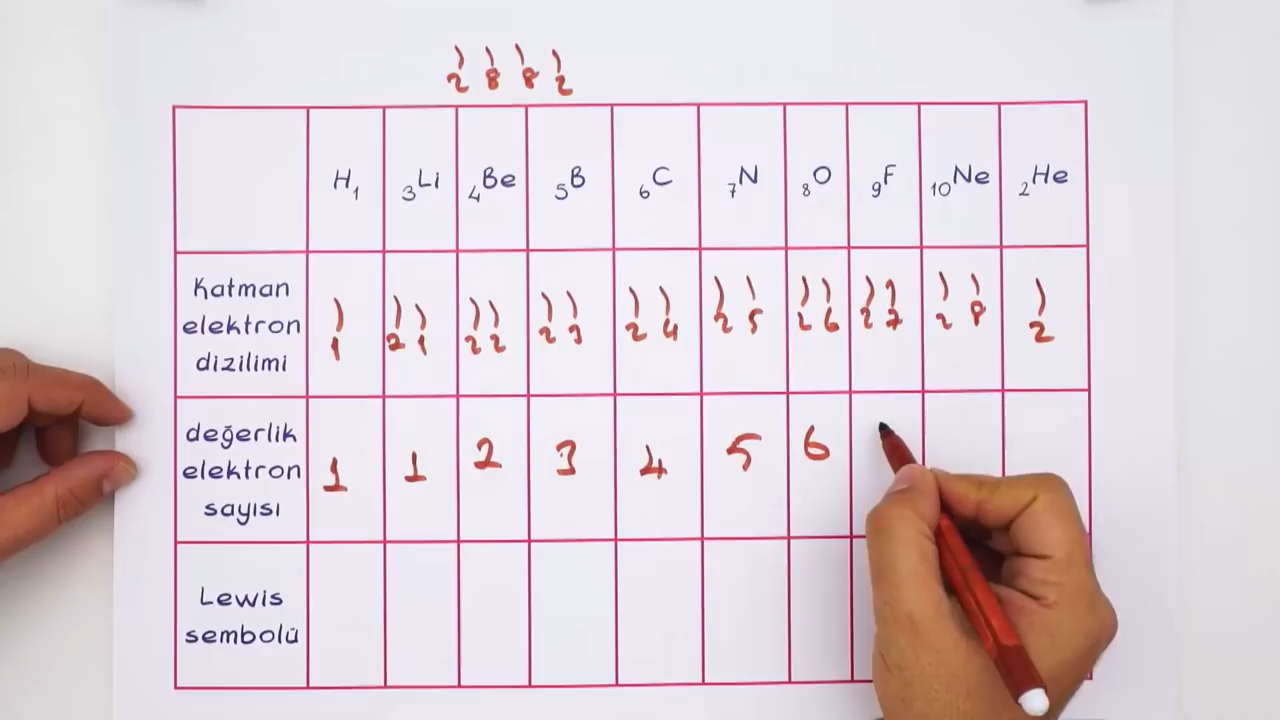 2 8 8 2
H₁ ₃Li ₄Be ₅B ₆C ₇N ₈O ₉F ₁₀Ne ₂He
Katman
elektron
dizilimi
1 2 1 2 2 2 3 2 4 2 5 2 6 2 7 2 8 2
değerlik
elektron
sayısı
1 1 2 3 4 5 6
Lewis
sembolü